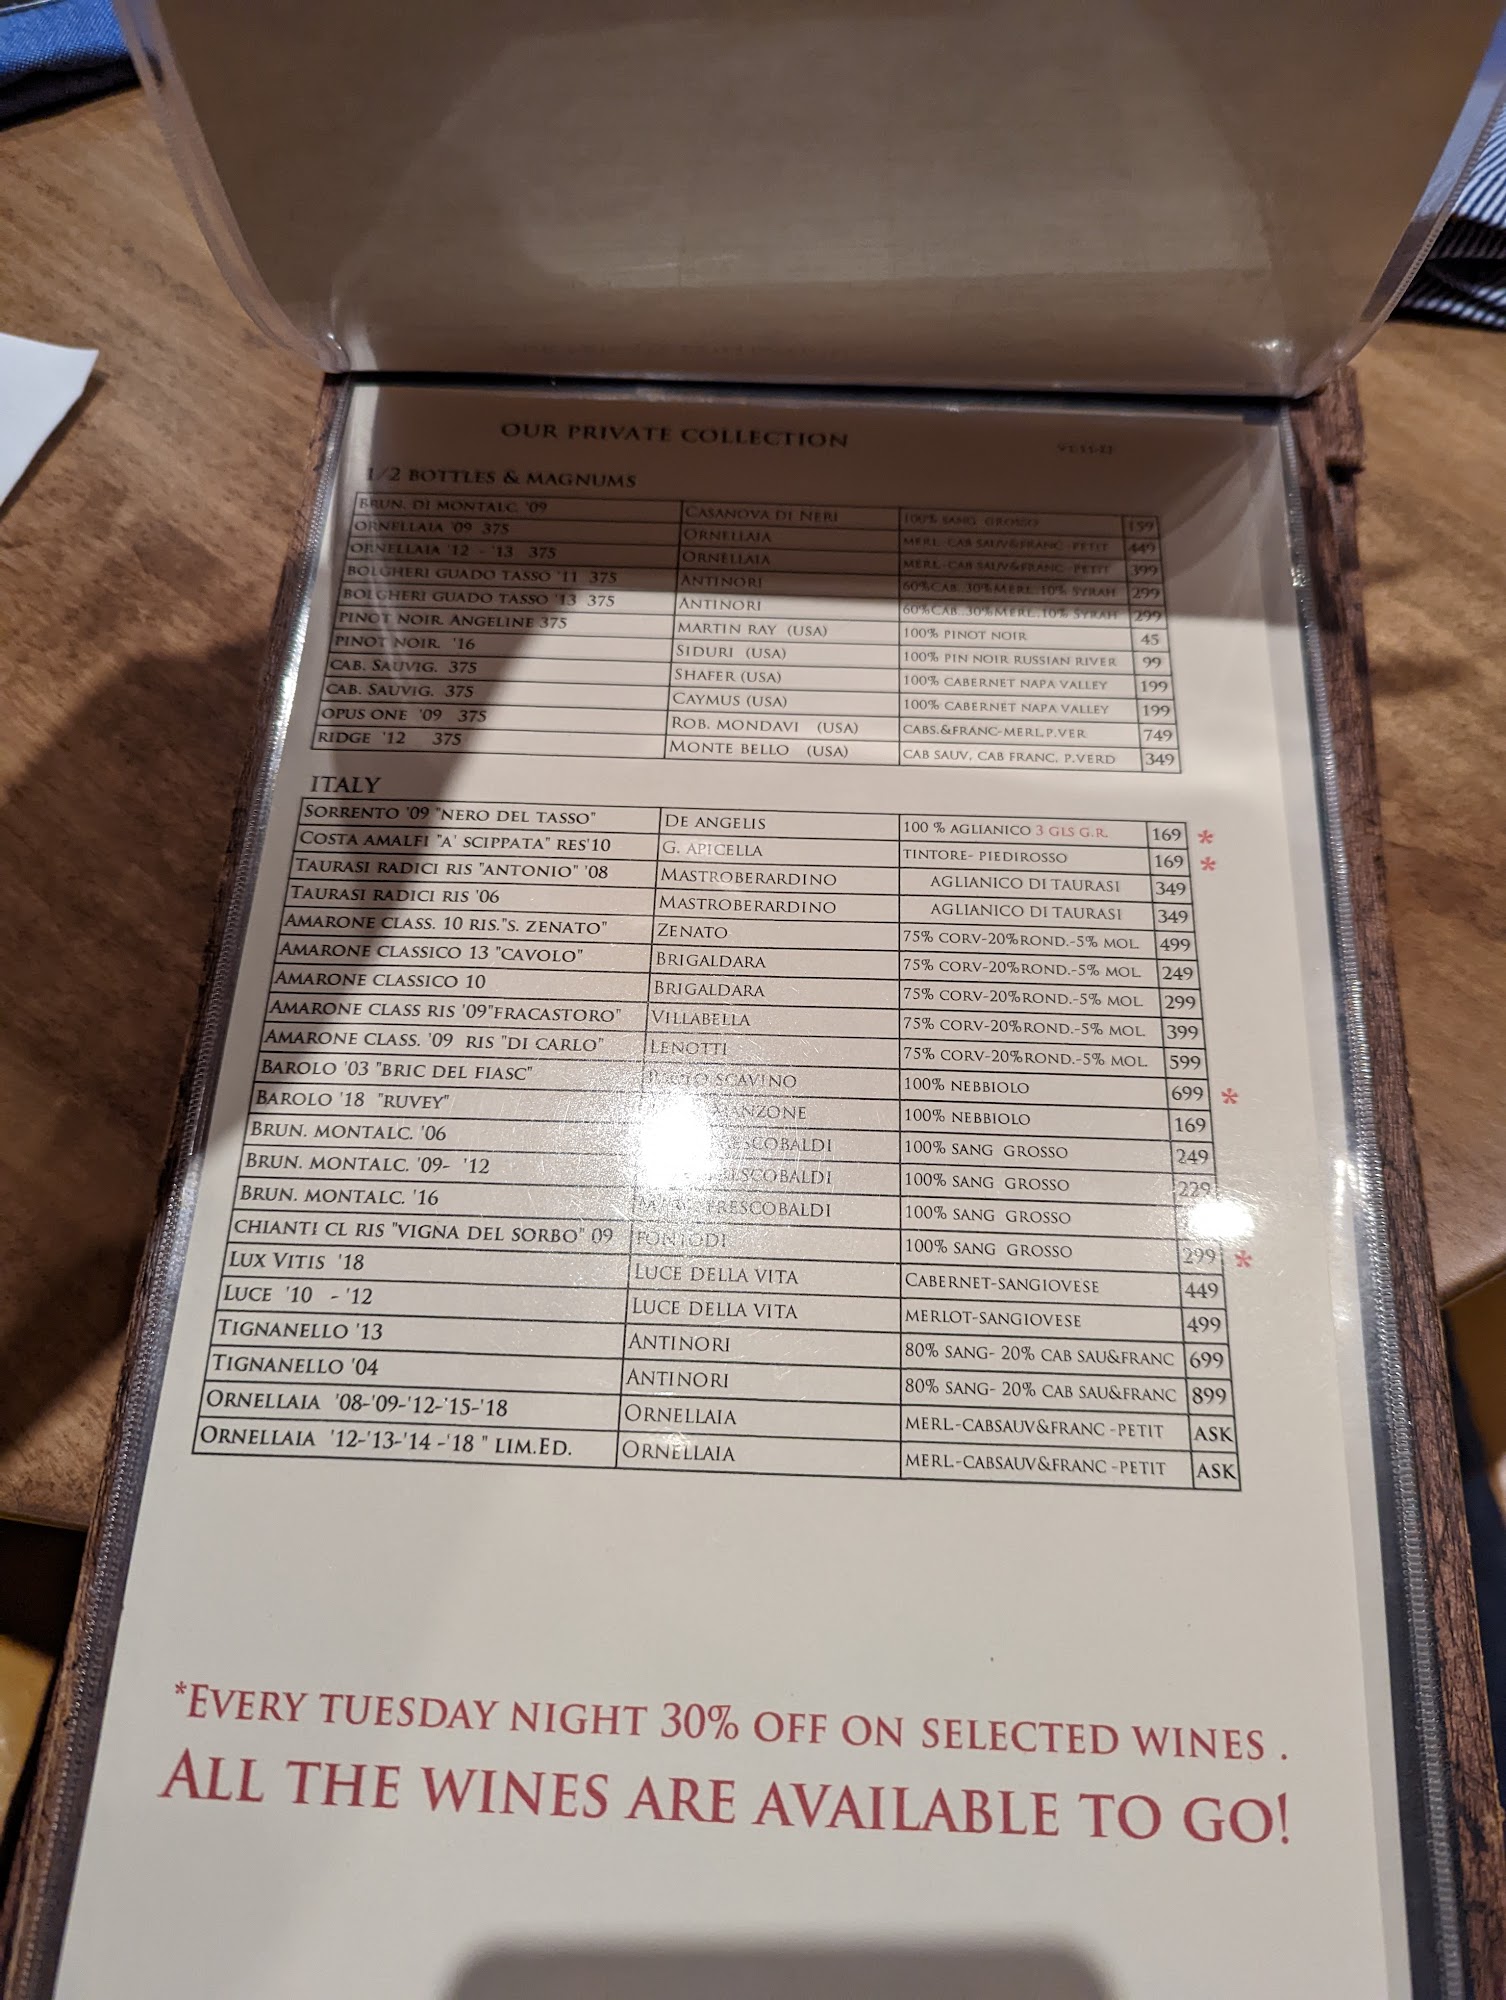 OUR PRIVATE COLLECTION
1/2 BOTTLES & MAGNUMS
BRUN. DI MONTALC. '09 CASANOVA DI NERI 100% SANG GROSSO 159
ORNELLAIA '09 375 ORNELLAIA MERL-CAB SAUV&FRANC-PETIT 449
ORNELLAIA '12 - '13 375 ORNELLAIA MERL-CAB SAUV&FRANC-PETIT 399
BOLGHERI GUADO TASSO '11 375 ANTINORI 60%CAB..30%MERL.10% SYRAH 299
BOLGHERI GUADO TASSO '13 375 ANTINORI 60%CAB..30%MERL.10% SYRAH 299
PINOT NOIR. ANGELINE 375 MARTIN RAY (USA) 100% PINOT NOIR 45
PINOT NOIR. '16 SIDURI (USA) 100% PIN NOIR RUSSIAN RIVER 99
CAB. SAUVIG. 375 SHAFER (USA) 100% CABERNET NAPA VALLEY 199
CAB. SAUVIG. 375 CAYMUS (USA) 100% CABERNET NAPA VALLEY 199
OPUS ONE '09 375 ROB. MONDAVI (USA) CABS.&FRANC-MERL.P.VER 749
RIDGE '12 375 MONTE BELLO (USA) CAB SAUV, CAB FRANC, P.VERD 349
ITALY
SORRENTO '09 "NERO DEL TASSO" DE ANGELIS 100 % AGLIANICO 3 GLS G.R. 169 *
COSTA AMALFI "A' SCIPPATA" RES'10 G. APICELLA TINTORE- PIEDIROSSO 169 *
TAURASI RADICI RIS "ANTONIO" '08 MASTROBERARDINO AGLIANICO DI TAURASI 349
TAURASI RADICI RIS '06 MASTROBERARDINO AGLIANICO DI TAURASI 349
AMARONE CLASS. 10 RIS."S. ZENATO" ZENATO 75% CORV-20%ROND.-5% MOL 499
AMARONE CLASSICO 13 "CAVOLO" BRIGALDARA 75% CORV-20%ROND.-5% MOL 249
AMARONE CLASSICO 10 BRIGALDARA 75% CORV-20%ROND.-5% MOL 299
AMARONE CLASS RIS '09"FRACASTORO" VILLABELLA 75% CORV-20%ROND.-5% MOL 399
AMARONE CLASS. '09 RIS "DI CARLO" LENOTTI 75% CORV-20%ROND.-5% MOL 599
BAROLO '03 "BRIC DEL FIASC" SCAVINO 100% NEBBIOLO 699 *
BAROLO '18 "RUVEY" MANZONE 100% NEBBIOLO 169
BRUN. MONTALC. '06 FRESCOBALDI 100% SANG GROSSO 249
BRUN. MONTALC. '09- '12 FRESCOBALDI 100% SANG GROSSO 229
BRUN. MONTALC. '16 FRESCOBALDI 100% SANG GROSSO
CHIANTI CL RIS "VIGNA DEL SORBO" 09 FONTODI 100% SANG GROSSO 299 *
LUX VITIS '18 LUCE DELLA VITA CABERNET-SANGIOVESE 449
LUCE '10 - '12 LUCE DELLA VITA MERLOT-SANGIOVESE 499
TIGNANELLO '13 ANTINORI 80% SANG- 20% CAB SAU&FRANC 699
TIGNANELLO '04 ANTINORI 80% SANG- 20% CAB SAU&FRANC 899
ORNELLAIA '08-'09-'12-'15-'18 ORNELLAIA MERL.-CABSAUV&FRANC -PETIT ASK
ORNELLAIA '12-'13-'14 -'18 " LIM.ED. ORNELLAIA MERL.-CABSAUV&FRANC -PETIT ASK
*EVERY TUESDAY NIGHT 30% OFF ON SELECTED WINES .
ALL THE WINES ARE AVAILABLE TO GO!